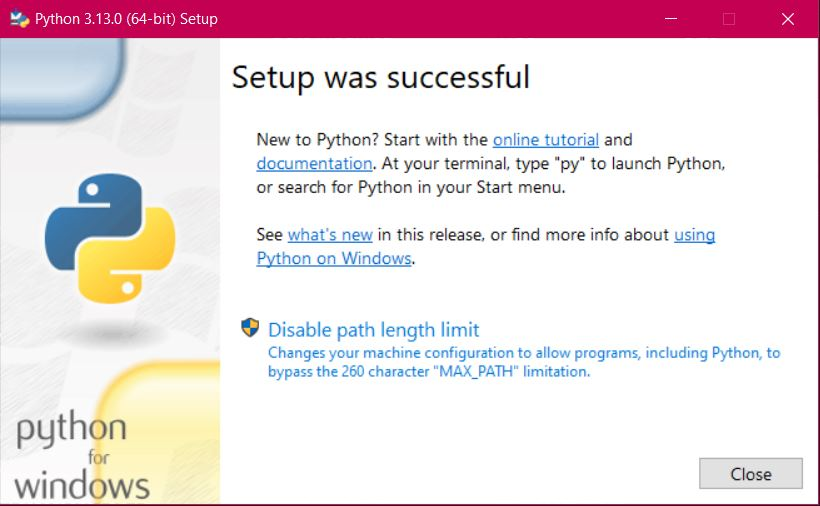 Python 3.13.0 (64-bit) Setup
Setup was successful
New to Python? Start with the online tutorial and
documentation. At your terminal, type "py" to launch Python,
or search for Python in your Start menu.
See what's new in this release, or find more info about using
Python on Windows.
Disable path length limit
Changes your machine configuration to allow programs, including Python, to
bypass the 260 character "MAX_PATH" limitation.
python
for
windows
Close